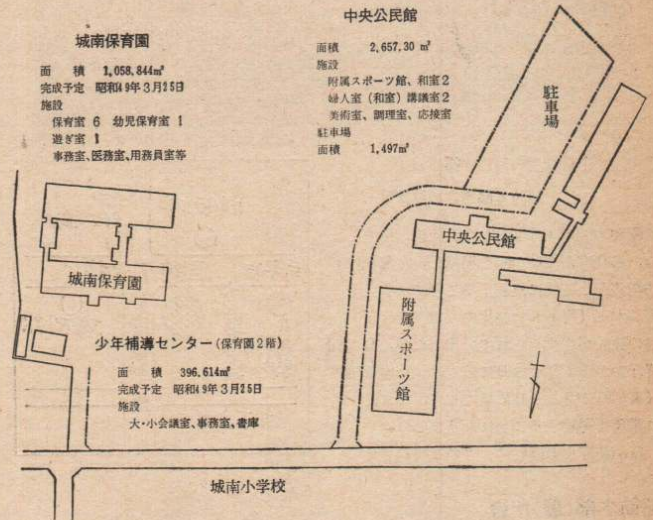 城南保育園
面 積 1,058,844㎡
完成予定 昭和49年3月25日
施設
保育室 6 幼児保育室 1
遊ぎ室 1
事務室、医務室、用務員室等
中央公民館
面積 2,657.30 ㎡
施設
附属スポーツ館、和室2
婦人室(和室)講議室2
美術室、調理室、応接室
駐車場
面積 1,497㎡
駐車場
中央公民館
城南保育園
附属スポーツ館
少年補導センター(保育園2階)
面 積 396.614㎡
完成予定 昭和49年3月25日
施設
大・小会議室、事務室、書庫
城南小学校